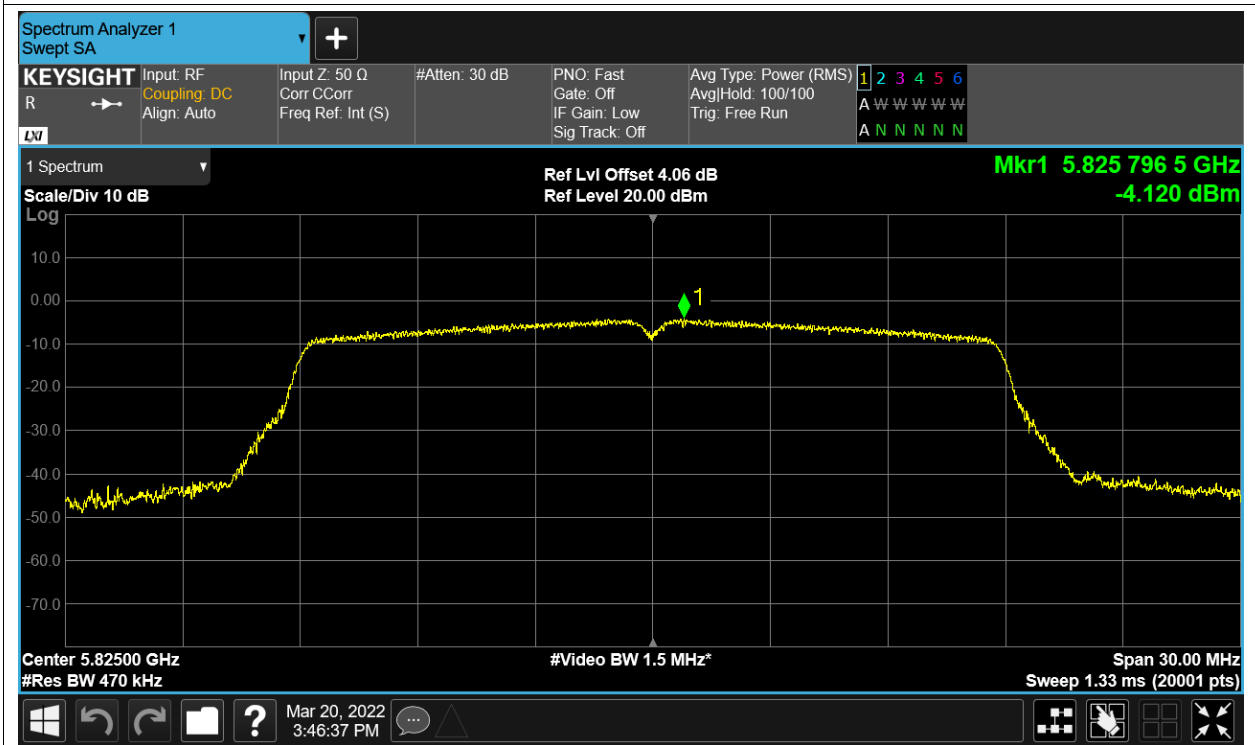 Spectrum Analyzer 1
Swept SA
KEYSIGHT
R
LXI
Input: RF
Coupling: DC
Align: Auto
Input Z: 50 Ω
Corr CCorr
Freq Ref: Int (S)
#Atten: 30 dB
PNO: Fast
Gate: Off
IF Gain: Low
Sig Track: Off
Avg Type: Power (RMS)
Avg|Hold: 100/100
Trig: Free Run
1 2 3 4 5 6
A W W W W W
A N N N N N
1 Spectrum
Scale/Div 10 dB
Ref Lvl Offset 4.06 dB
Ref Level 20.00 dBm
Mkr1 5.825 796 5 GHz
-4.120 dBm
Log
10.0
0.00
-10.0
-20.0
-30.0
-40.0
-50.0
-60.0
-70.0
1
Center 5.82500 GHz
#Res BW 470 kHz
#Video BW 1.5 MHz*
Span 30.00 MHz
Sweep 1.33 ms (20001 pts)
?
Mar 20, 2022
3:46:37 PM